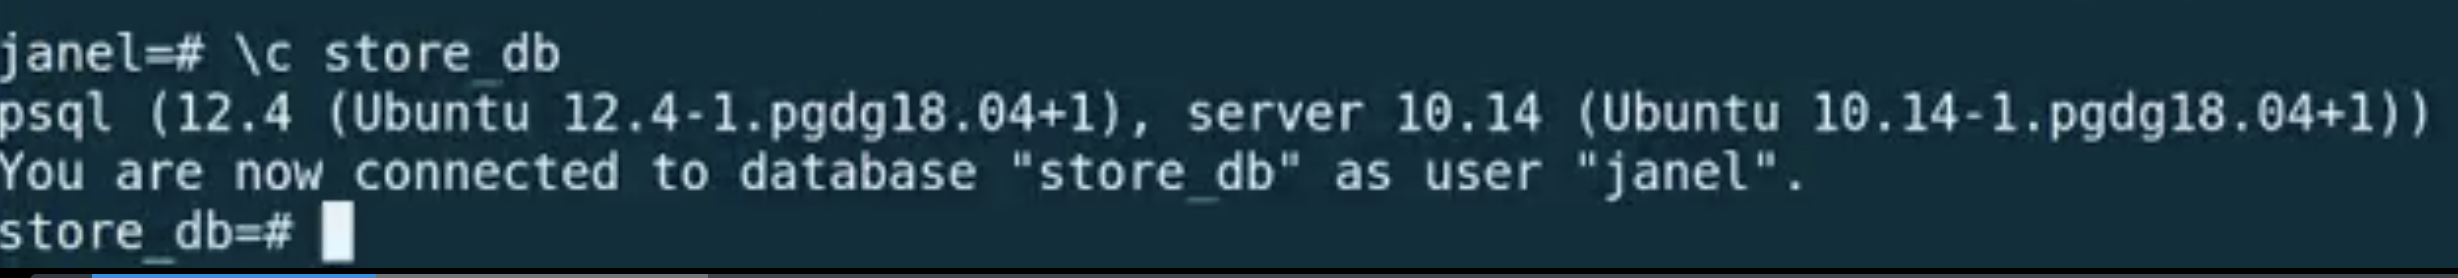 janel=# \c store_db
psql (12.4 (Ubuntu 12.4-1.pgdg18.04+1), server 10.14 (Ubuntu 10.14-1.pgdg18.04+1))
You are now connected to database "store_db" as user "janel".
store_db=#